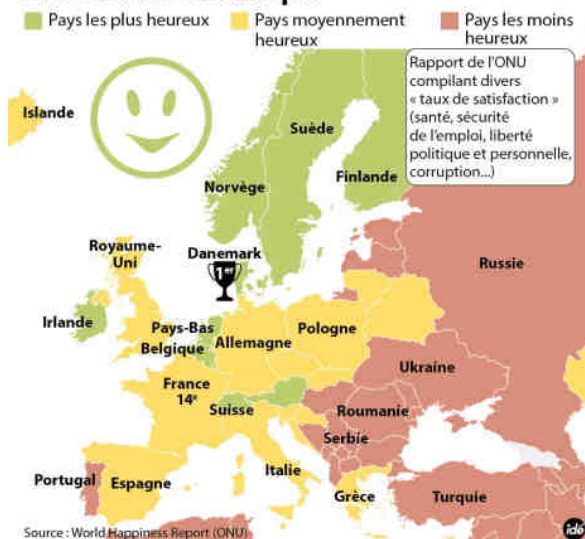 Pays les plus heureux
Pays moyennement
heureux
Pays les moins
heureux
Rapport de l'ONU
compilant divers
« taux de satisfaction »
(santé, sécurité
de l'emploi, liberté
politique et personnelle,
corruption...)
Islande
Suède
Norvège
Finlande
Royaume-
Uni
Danemark
1er
Russie
Irlande
Pays-Bas
Belgique
Allemagne
Pologne
Ukraine
France
14e
Suisse
Roumanie
Serbie
Portugal
Espagne
Italie
Grèce
Turquie
Source : World Happiness Report (ONU)
idé